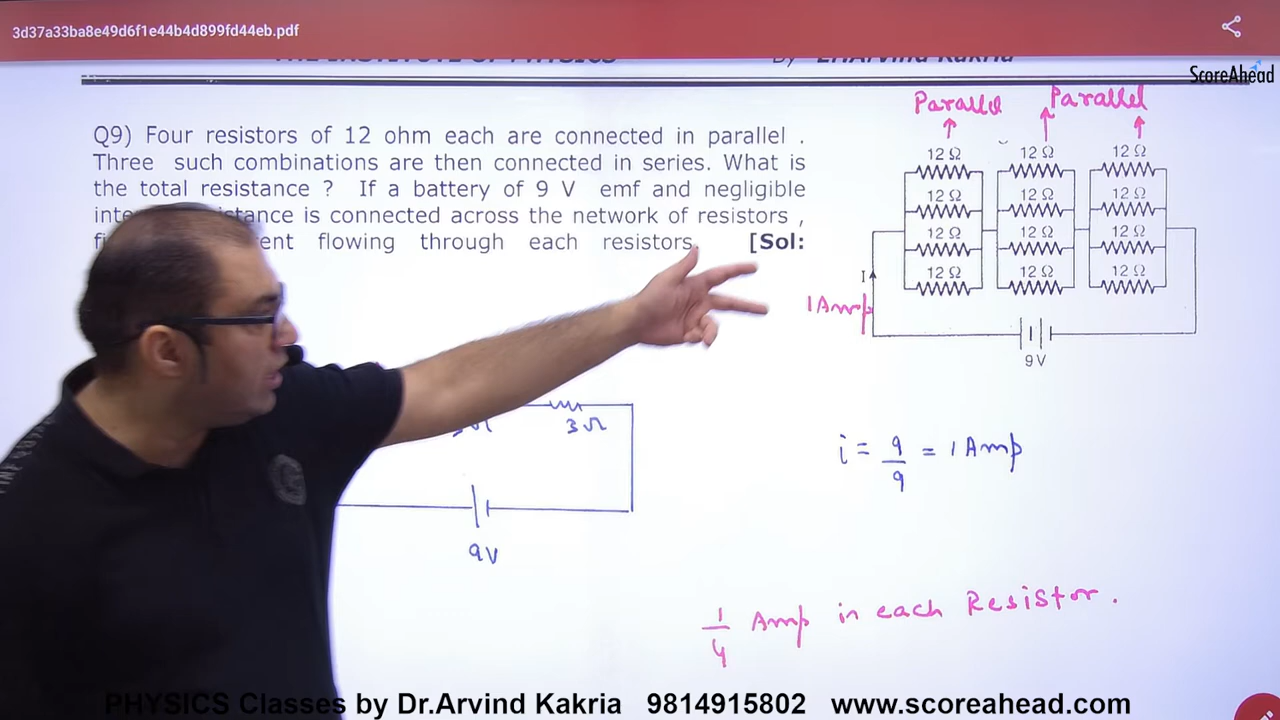 3d37a33ba8e49d6f1e44b4d899fd44eb.pdf
ScoreAhead
Parallel Parallel
Q9) Four resistors of 12 ohm each are connected in parallel .
Three such combinations are then connected in series. What is
the total resistance ? If a battery of 9 V emf and negligible
is connected across the network of resistors ,
flowing through each resistors. [Sol:
12 Ω 12 Ω 12 Ω
12 Ω 12 Ω 12 Ω
12 Ω 12 Ω 12 Ω
12 Ω 12 Ω 12 Ω
I
1 Amp
9 V
3Ω
9V
i = 9/9 = 1 Amp
1/4 Amp in each Resistor.
PHYSICS Classes by Dr.Arvind Kakria 9814915802 www.scoreahead.com